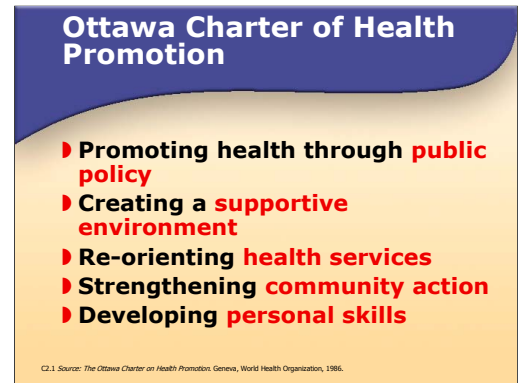 Ottawa Charter of Health
Promotion
Promoting health through public
policy
Creating a supportive
environment
Re-orienting health services
Strengthening community action
Developing personal skills
C2.1 Source: The Ottawa Charter on Health Promotion. Geneva, World Health Organization, 1986.